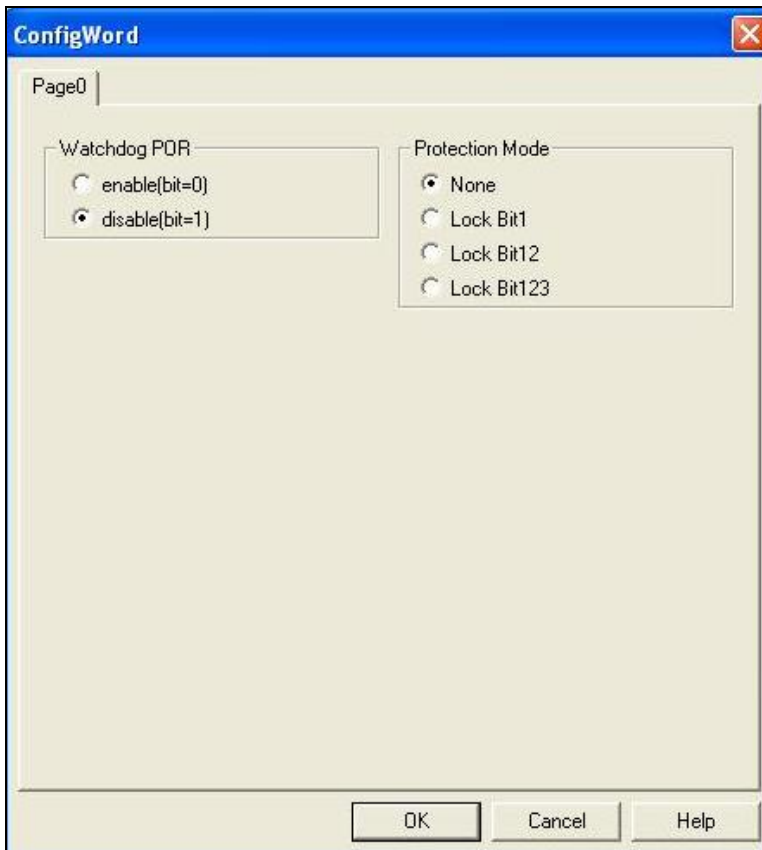 ConfigWord
Page0
Watchdog POR
enable(bit=0)
disable(bit=1)
Protection Mode
None
Lock Bit1
Lock Bit12
Lock Bit123
OK
Cancel
Help